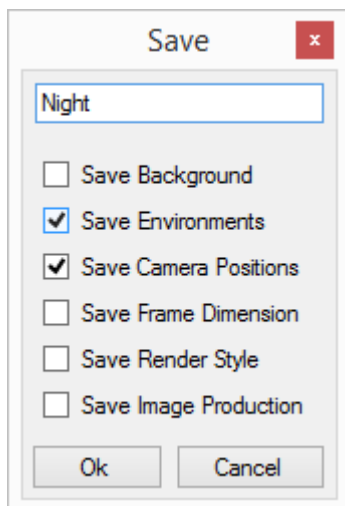 Save
x
Night
Save Background
Save Environments
Save Camera Positions
Save Frame Dimension
Save Render Style
Save Image Production
Ok
Cancel